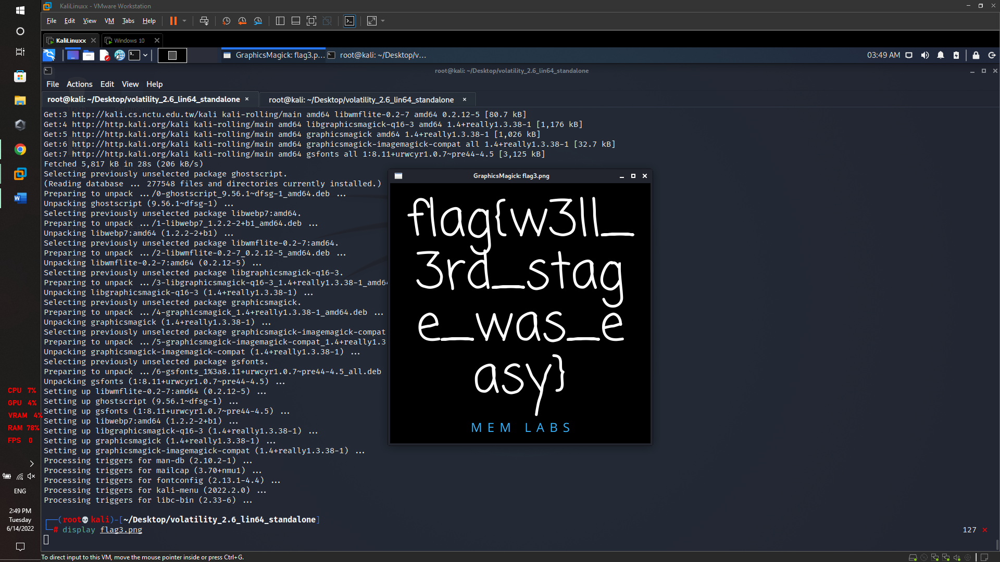 KaliLinuxx - VMware Workstation
File Edit View VM Tabs Help
KaliLinuxx Windows 10
GraphicsMagick: flag3.p... root@kali: ~/Desktop/v... 03:49 AM
root@kali: ~/Desktop/volatility_2.6_lin64_standalone
File Actions Edit View Help
root@kali: ~/Desktop/volatility_2.6_lin64_standalone root@kali: ~/Desktop/volatility_2.6_lin64_standalone
Get:3 http://kali.cs.nctu.edu.tw/kali kali-rolling/main amd64 libwmflite-0.2-7 amd64 0.2.12-5 [80.7 kB]
Get:4 http://http.kali.org/kali kali-rolling/main amd64 libgraphicsmagick-q16-3 amd64 1.4+really1.3.38-1 [1,176 kB]
Get:5 http://http.kali.org/kali kali-rolling/main amd64 graphicsmagick amd64 1.4+really1.3.38-1 [1,026 kB]
Get:6 http://http.kali.org/kali kali-rolling/main amd64 graphicsmagick-imagemagick-compat all 1.4+really1.3.38-1 [32.7 kB]
Get:7 http://http.kali.org/kali kali-rolling/main amd64 gsfonts all 1:8.11+urwcyr1.0.7~pre44-4.5 [3,125 kB]
Fetched 5,817 kB in 28s (206 kB/s)
Selecting previously unselected package ghostscript.
(Reading database ... 277548 files and directories currently installed.)
Preparing to unpack .../0-ghostscript_9.56.1~dfsg-1_amd64.deb ...
Unpacking ghostscript (9.56.1~dfsg-1) ...
Selecting previously unselected package libwebp7:amd64.
Preparing to unpack .../1-libwebp7_1.2.2-2+b1_amd64.deb ...
Unpacking libwebp7:amd64 (1.2.2-2+b1) ...
Selecting previously unselected package libwmflite-0.2-7:amd64.
Preparing to unpack .../2-libwmflite-0.2-7_0.2.12-5_amd64.deb ...
Unpacking libwmflite-0.2-7:amd64 (0.2.12-5) ...
Selecting previously unselected package libgraphicsmagick-q16-3.
Preparing to unpack .../3-libgraphicsmagick-q16-3_1.4+really1.3.38-1_amd64
Unpacking libgraphicsmagick-q16-3 (1.4+really1.3.38-1) ...
Selecting previously unselected package graphicsmagick.
Preparing to unpack .../4-graphicsmagick_1.4+really1.3.38-1_amd64.deb ...
Unpacking graphicsmagick (1.4+really1.3.38-1) ...
Selecting previously unselected package graphicsmagick-imagemagick-compat
Preparing to unpack .../5-graphicsmagick-imagemagick-compat_1.4+really1.3
Unpacking graphicsmagick-imagemagick-compat (1.4+really1.3.38-1) ...
Selecting previously unselected package gsfonts.
Preparing to unpack .../6-gsfonts_1%3a8.11+urwcyr1.0.7~pre44-4.5_all.deb
Unpacking gsfonts (1:8.11+urwcyr1.0.7~pre44-4.5) ...
Setting up libwmflite-0.2-7:amd64 (0.2.12-5) ...
Setting up ghostscript (9.56.1~dfsg-1) ...
Setting up gsfonts (1:8.11+urwcyr1.0.7~pre44-4.5) ...
Setting up libwebp7:amd64 (1.2.2-2+b1) ...
Setting up libgraphicsmagick-q16-3 (1.4+really1.3.38-1) ...
Setting up graphicsmagick (1.4+really1.3.38-1) ...
Setting up graphicsmagick-imagemagick-compat (1.4+really1.3.38-1) ...
Processing triggers for man-db (2.10.2-1) ...
Processing triggers for mailcap (3.70+nmu1) ...
Processing triggers for fontconfig (2.13.1-4.4) ...
Processing triggers for kali-menu (2022.2.0) ...
Processing triggers for libc-bin (2.33-6) ...
(root💀kali)-[~/Desktop/volatility_2.6_lin64_standalone]
# display flag3.png
127 ⨯
GraphicsMagick: flag3.png
flag{w3ll_
3rd_stag
e_was_e
asy}
MEM LABS
CPU 7%
GPU 4%
VRAM 4%
RAM 78%
FPS 0
ENG
2:49 PM
Tuesday
6/14/2022
To direct input to this VM, move the mouse pointer inside or press Ctrl+G.